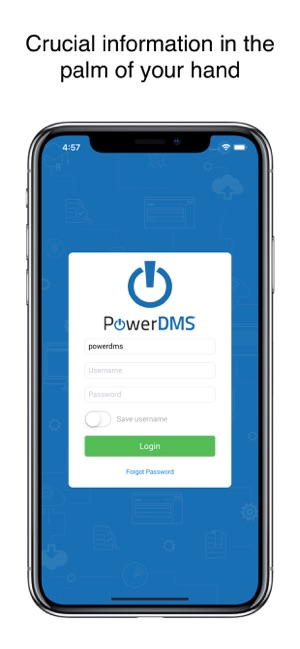 Crucial information in the
palm of your hand
4:57
PowerDMS
powerdms
Username
Password
Save username
Login
Forgot Password